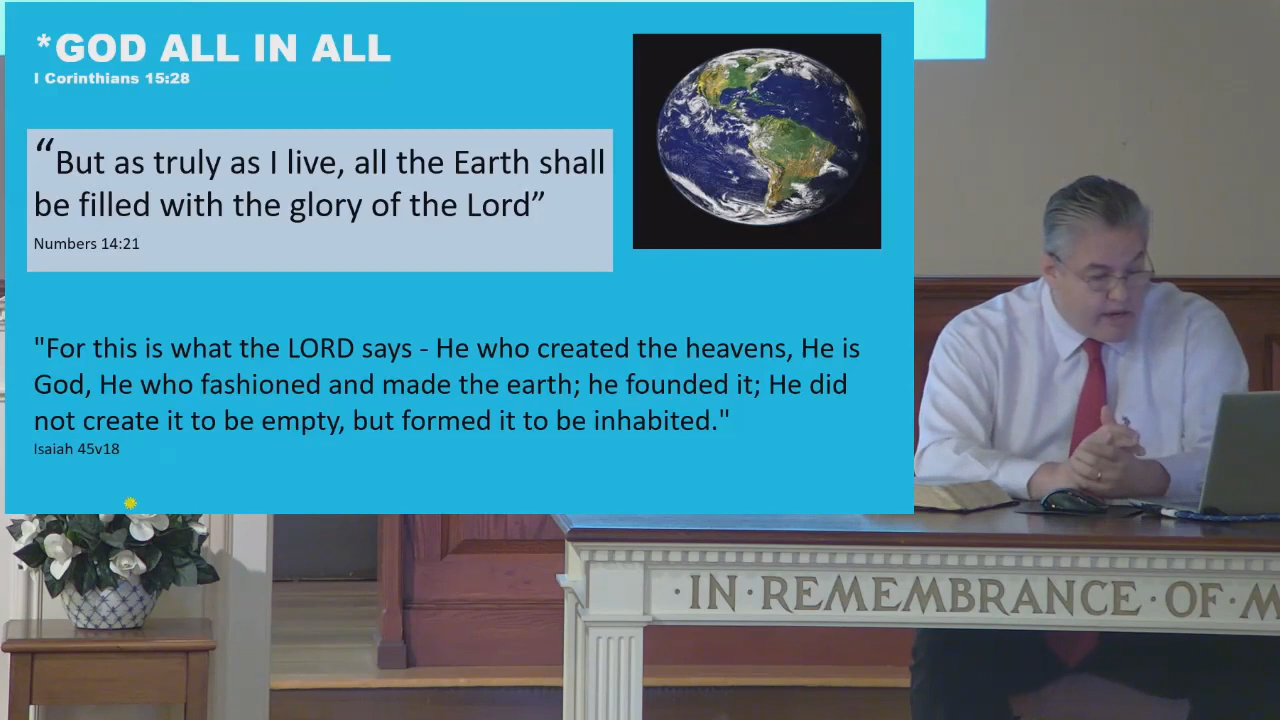 *GOD ALL IN ALL
I Corinthians 15:28
“But as truly as I live, all the Earth shall
be filled with the glory of the Lord”
Numbers 14:21
"For this is what the LORD says - He who created the heavens, He is
God, He who fashioned and made the earth; he founded it; He did
not create it to be empty, but formed it to be inhabited."
Isaiah 45v18
·IN·REMEMBRANCE·OF·M